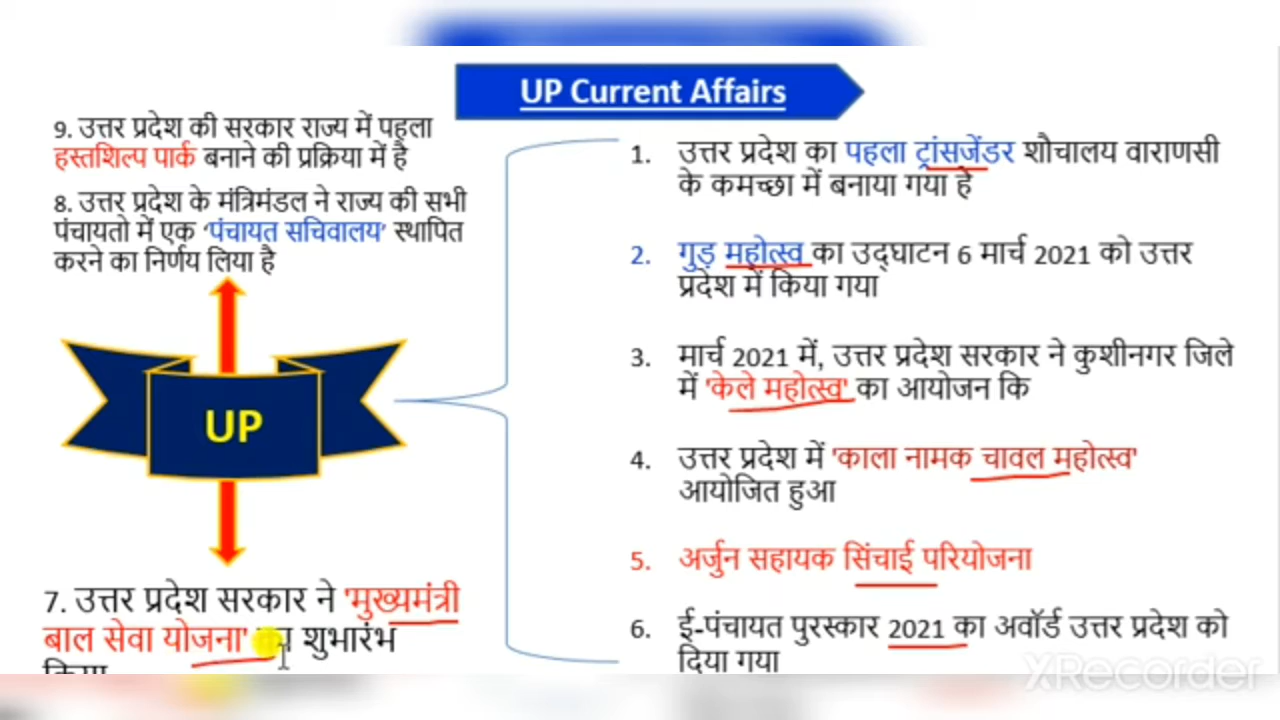 UP Current Affairs
9. उत्तर प्रदेश की सरकार राज्य में पहला
हस्तशिल्प पार्क बनाने की प्रक्रिया में है
8. उत्तर प्रदेश के मंत्रिमंडल ने राज्य की सभी
पंचायतो में एक ‘पंचायत सचिवालय’ स्थापित
करने का निर्णय लिया है
UP
7. उत्तर प्रदेश सरकार ने 'मुख्यमंत्री
बाल सेवा योजना' का शुभारंभ
किया
1. उत्तर प्रदेश का पहला ट्रांसजेंडर शौचालय वाराणसी
के कमच्छा में बनाया गया है
2. गुड़ महोत्स्व का उद्घाटन 6 मार्च 2021 को उत्तर
प्रदेश में किया गया
3. मार्च 2021 में, उत्तर प्रदेश सरकार ने कुशीनगर जिले
में 'केले महोत्स्व' का आयोजन कि
4. उत्तर प्रदेश में 'काला नामक चावल महोत्स्व'
आयोजित हुआ
5. अर्जुन सहायक सिंचाई परियोजना
6. ई-पंचायत पुरस्कार 2021 का अवॉर्ड उत्तर प्रदेश को
दिया गया
XRecorder